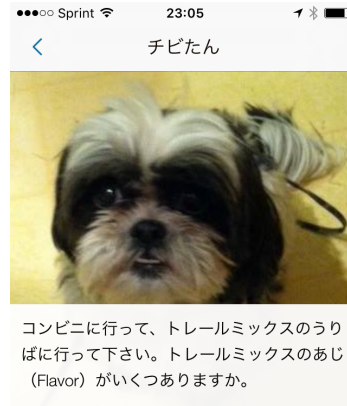 Sprint 23:05
チビたん
コンビニに行って、トレールミックスのうり
ばに行って下さい。トレールミックスのあじ
（Flavor）がいくつありますか。